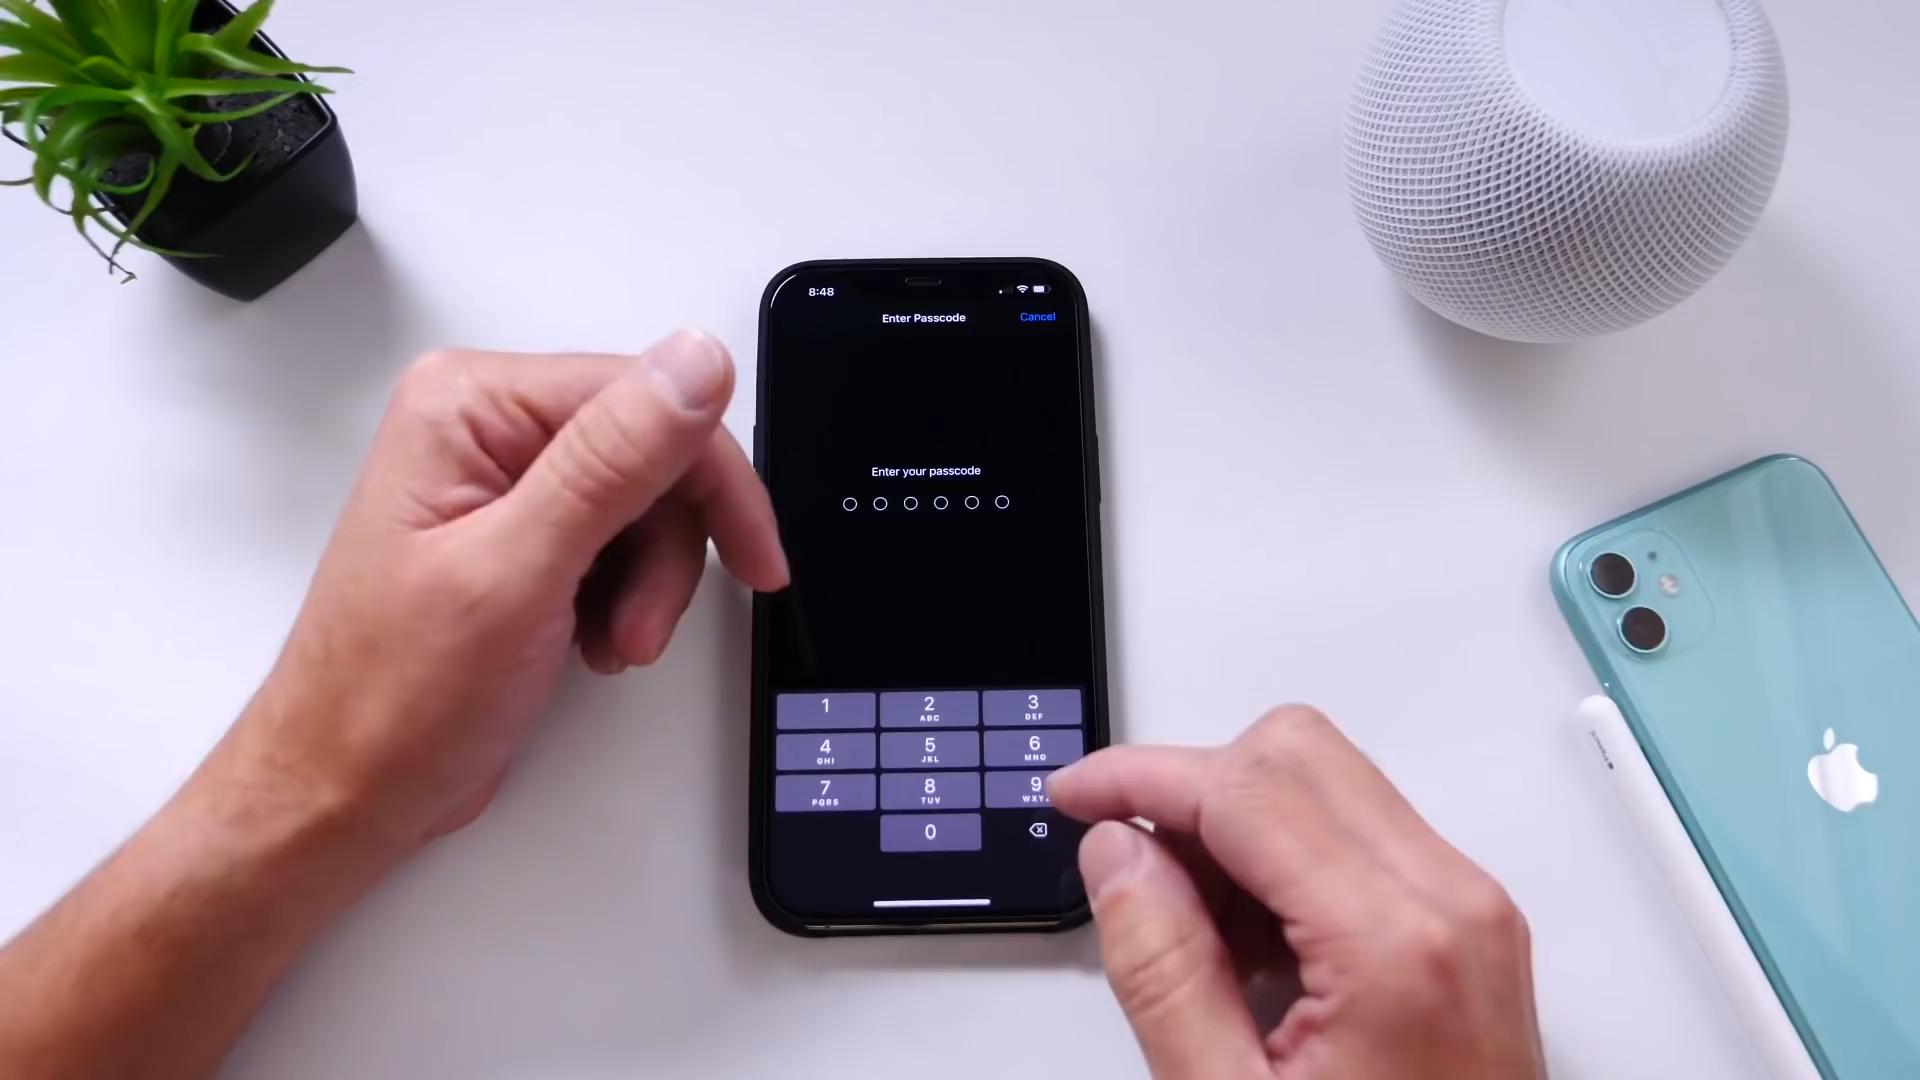 8:48
Enter Passcode
Cancel
Enter your passcode
1
2
ABC
3
DEF
4
GHI
5
JKL
6
MNO
7
PQRS
8
TUV
9
WXYZ
0